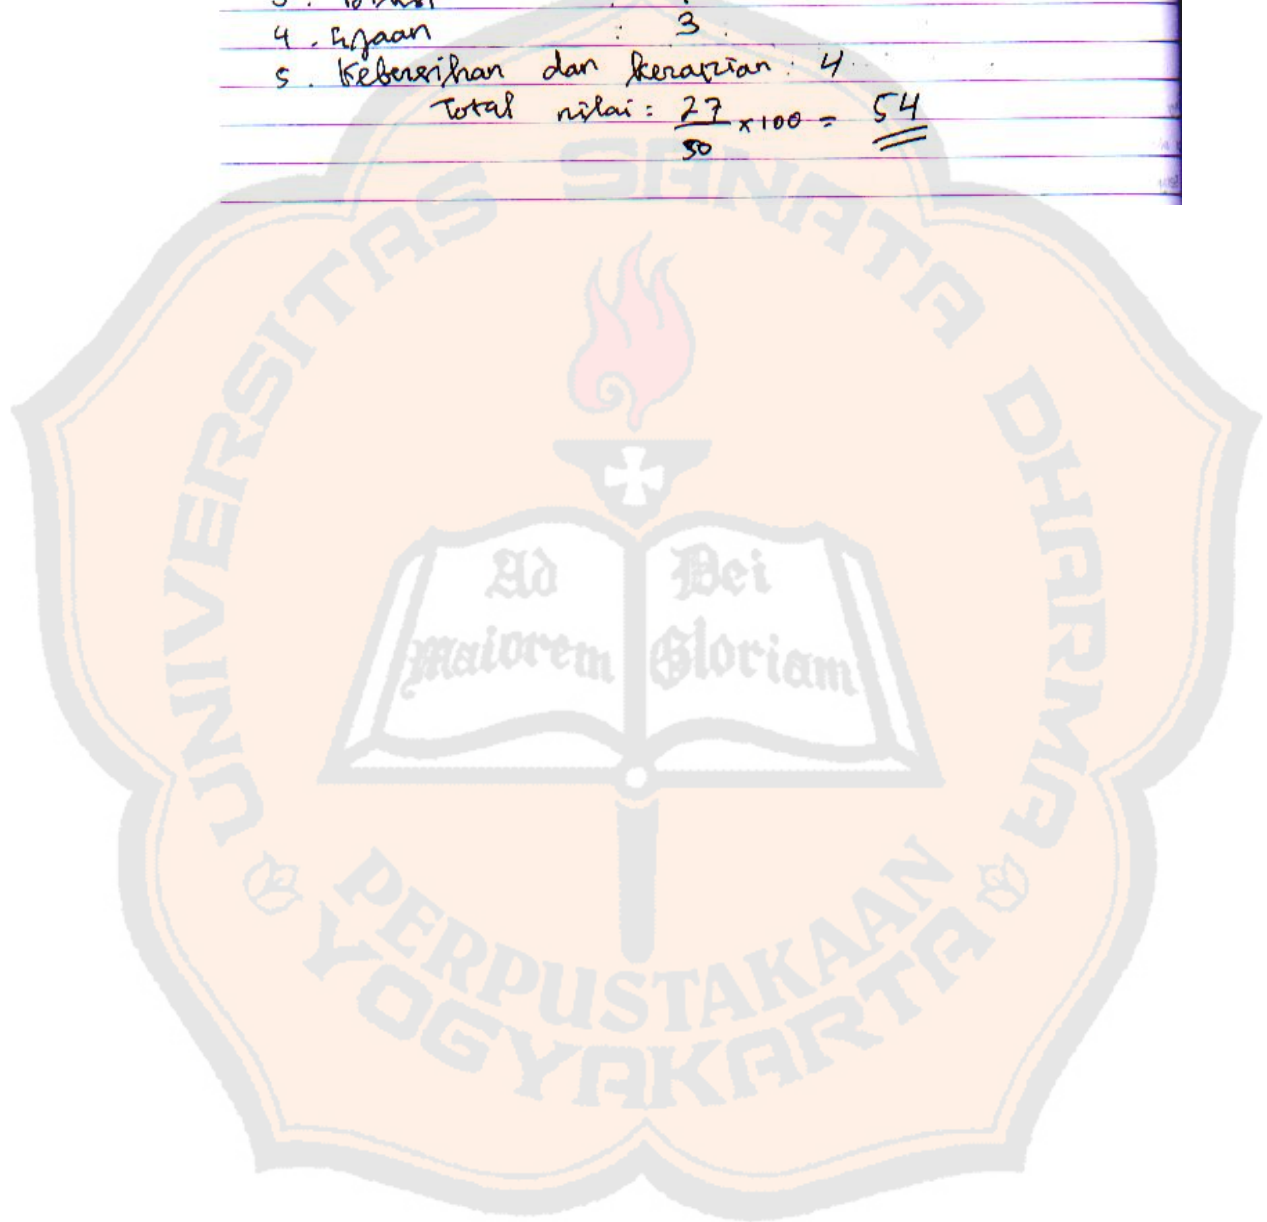 4. Ejaan : 3
5. Kebersihan dan kerapian : 4
Total nilai = 27/50 x 100 = 54
UNIVERSITAS SANATA DHARMA
Ad Maiorem
Dei Gloriam
PERPUSTAKAAN
YOGYAKARTA